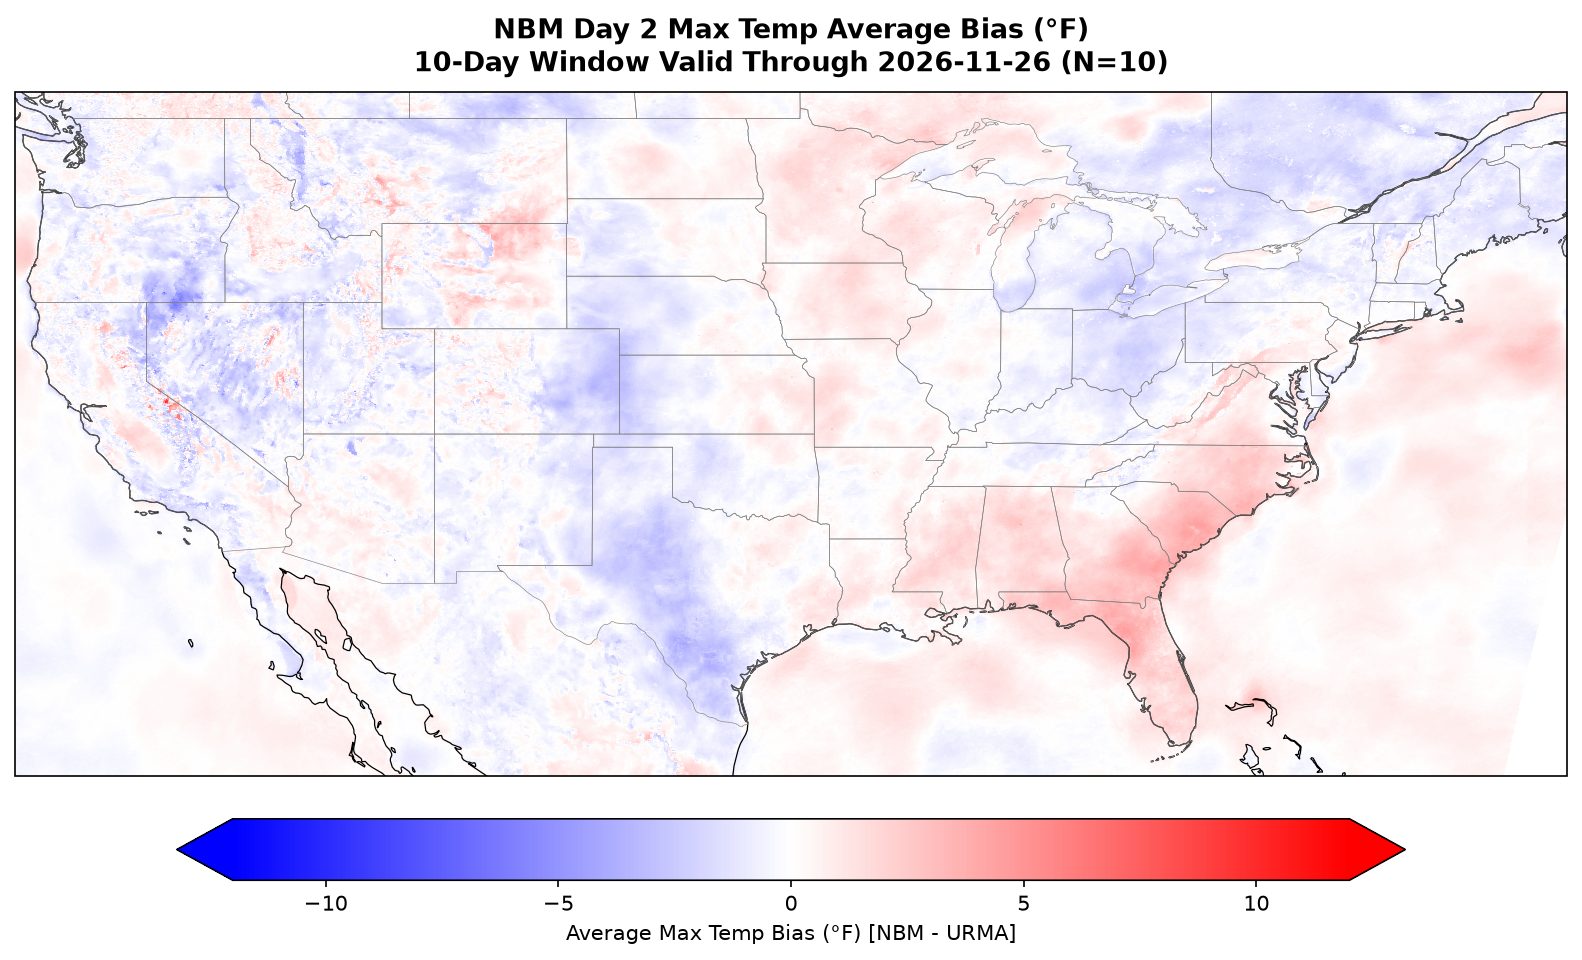 NBM Day 2 Max Temp Average Bias (°F)
10-Day Window Valid Through 2026-11-26 (N=10)
−10 −5 0 5 10
Average Max Temp Bias (°F) [NBM - URMA]